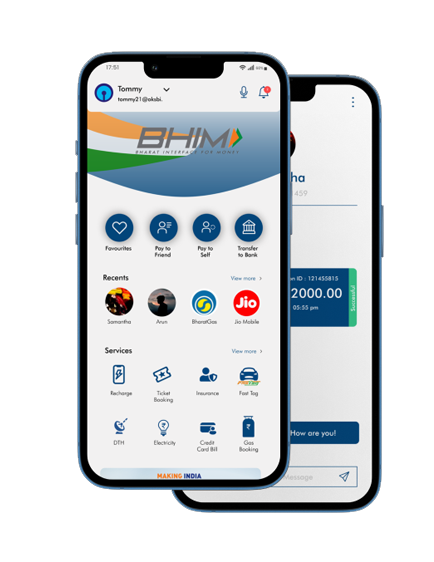 17:51
Tommy
tommy21@oksbi.
BHIM
BHARAT INTERFACE FOR MONEY
Favourites
Pay to Friend
Pay to Self
Transfer to Bank
Recents
View more >
Samantha
Arun
BharatGas
Jio
Jio Mobile
Services
View more >
Recharge
Ticket Booking
Insurance
Fast Tag
DTH
Electricity
Credit Card Bill
Gas Booking
MAKING INDIA
ha
459
on ID : 121455815
2000.00
05:55 pm
Successful
How are you!
Message